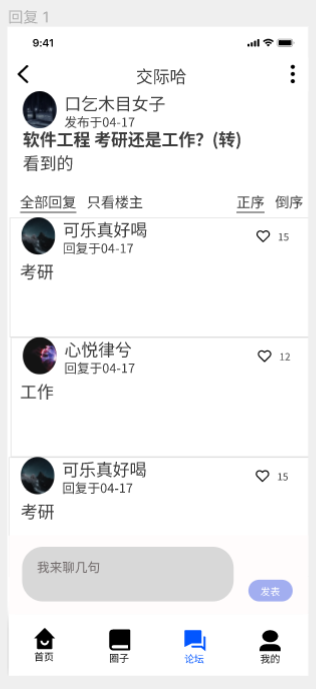 回复 1
9:41
交际哈
口乞木目女子
发布于04-17
软件工程 考研还是工作？(转)
看到的
全部回复 只看楼主 正序 倒序
可乐真好喝
回复于04-17
15
考研
心悦律兮
回复于04-17
12
工作
可乐真好喝
回复于04-17
15
考研
我来聊几句
发表
首页 圈子 论坛 我的